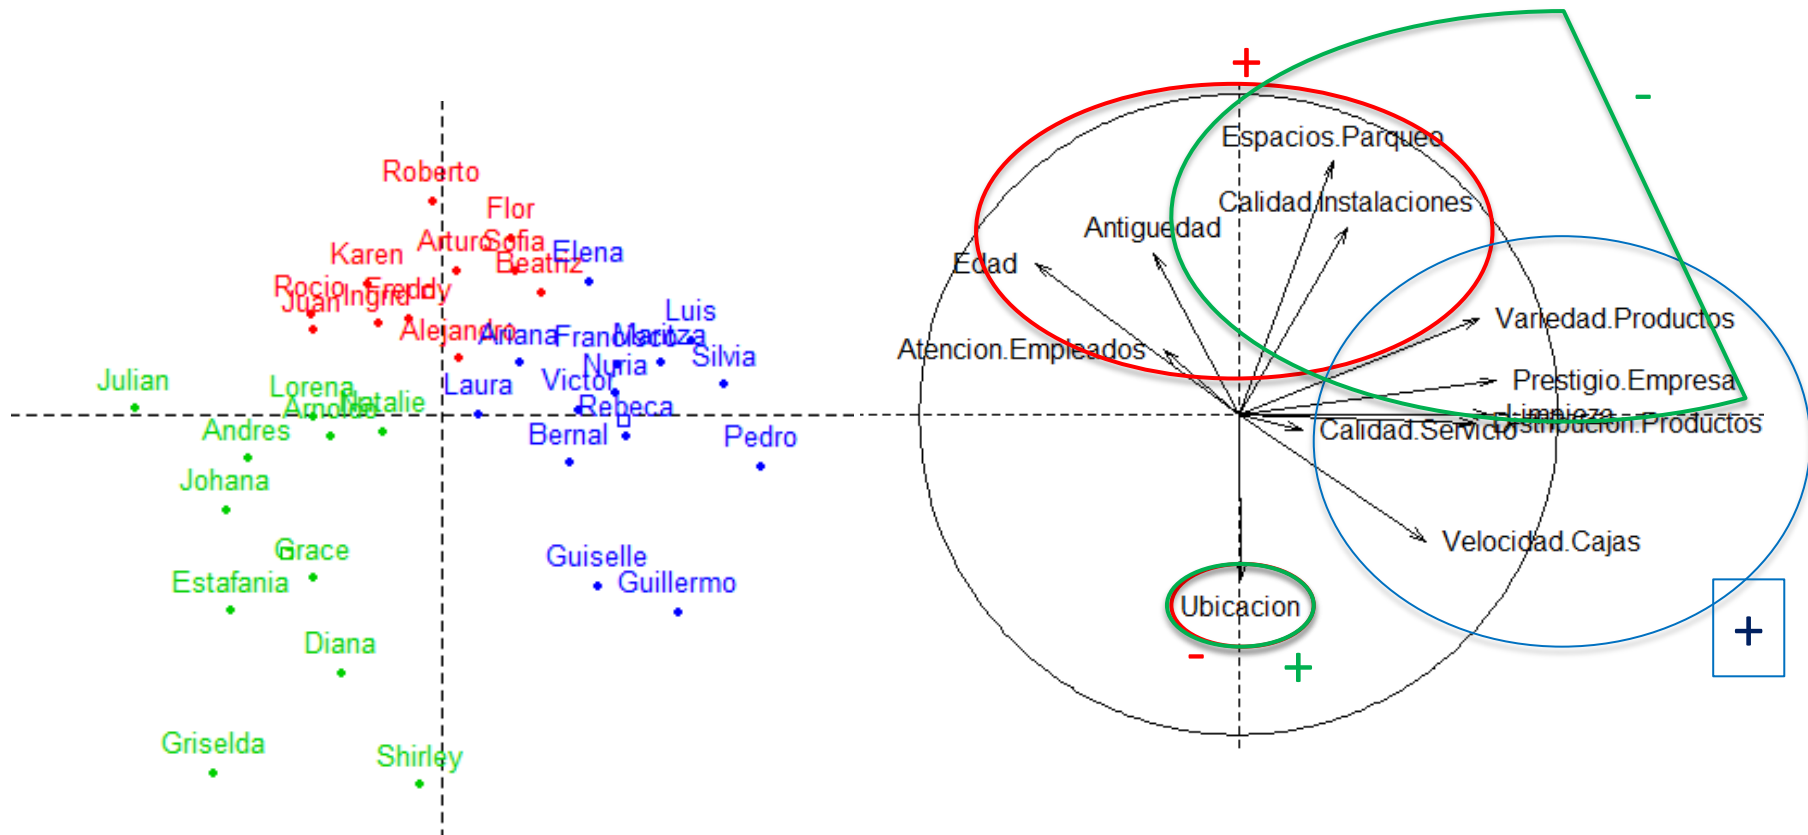 Roberto
Flor
Arturo
Sofia
Karen
Elena
Beatriz
Rocio
Freddy
Juan
Ingrid
Luis
Alejandro
Ariana
Francisco
Maritza
Nuria
Silvia
Julian
Lorena
Laura
Victor
Arnoldo
Natalie
Rebeca
Andres
Bernal
Pedro
Johana
Grace
Guiselle
Estafania
Guillermo
Diana
Griselda
Shirley
+
-
Espacios.Parqueo
Calidad.Instalaciones
Antiguedad
Edad
Variedad.Productos
Atencion.Empleados
Prestigio.Empresa
Limpieza
Distribucion.Productos
Calidad.Servicio
Velocidad.Cajas
Ubicacion
+
-
+